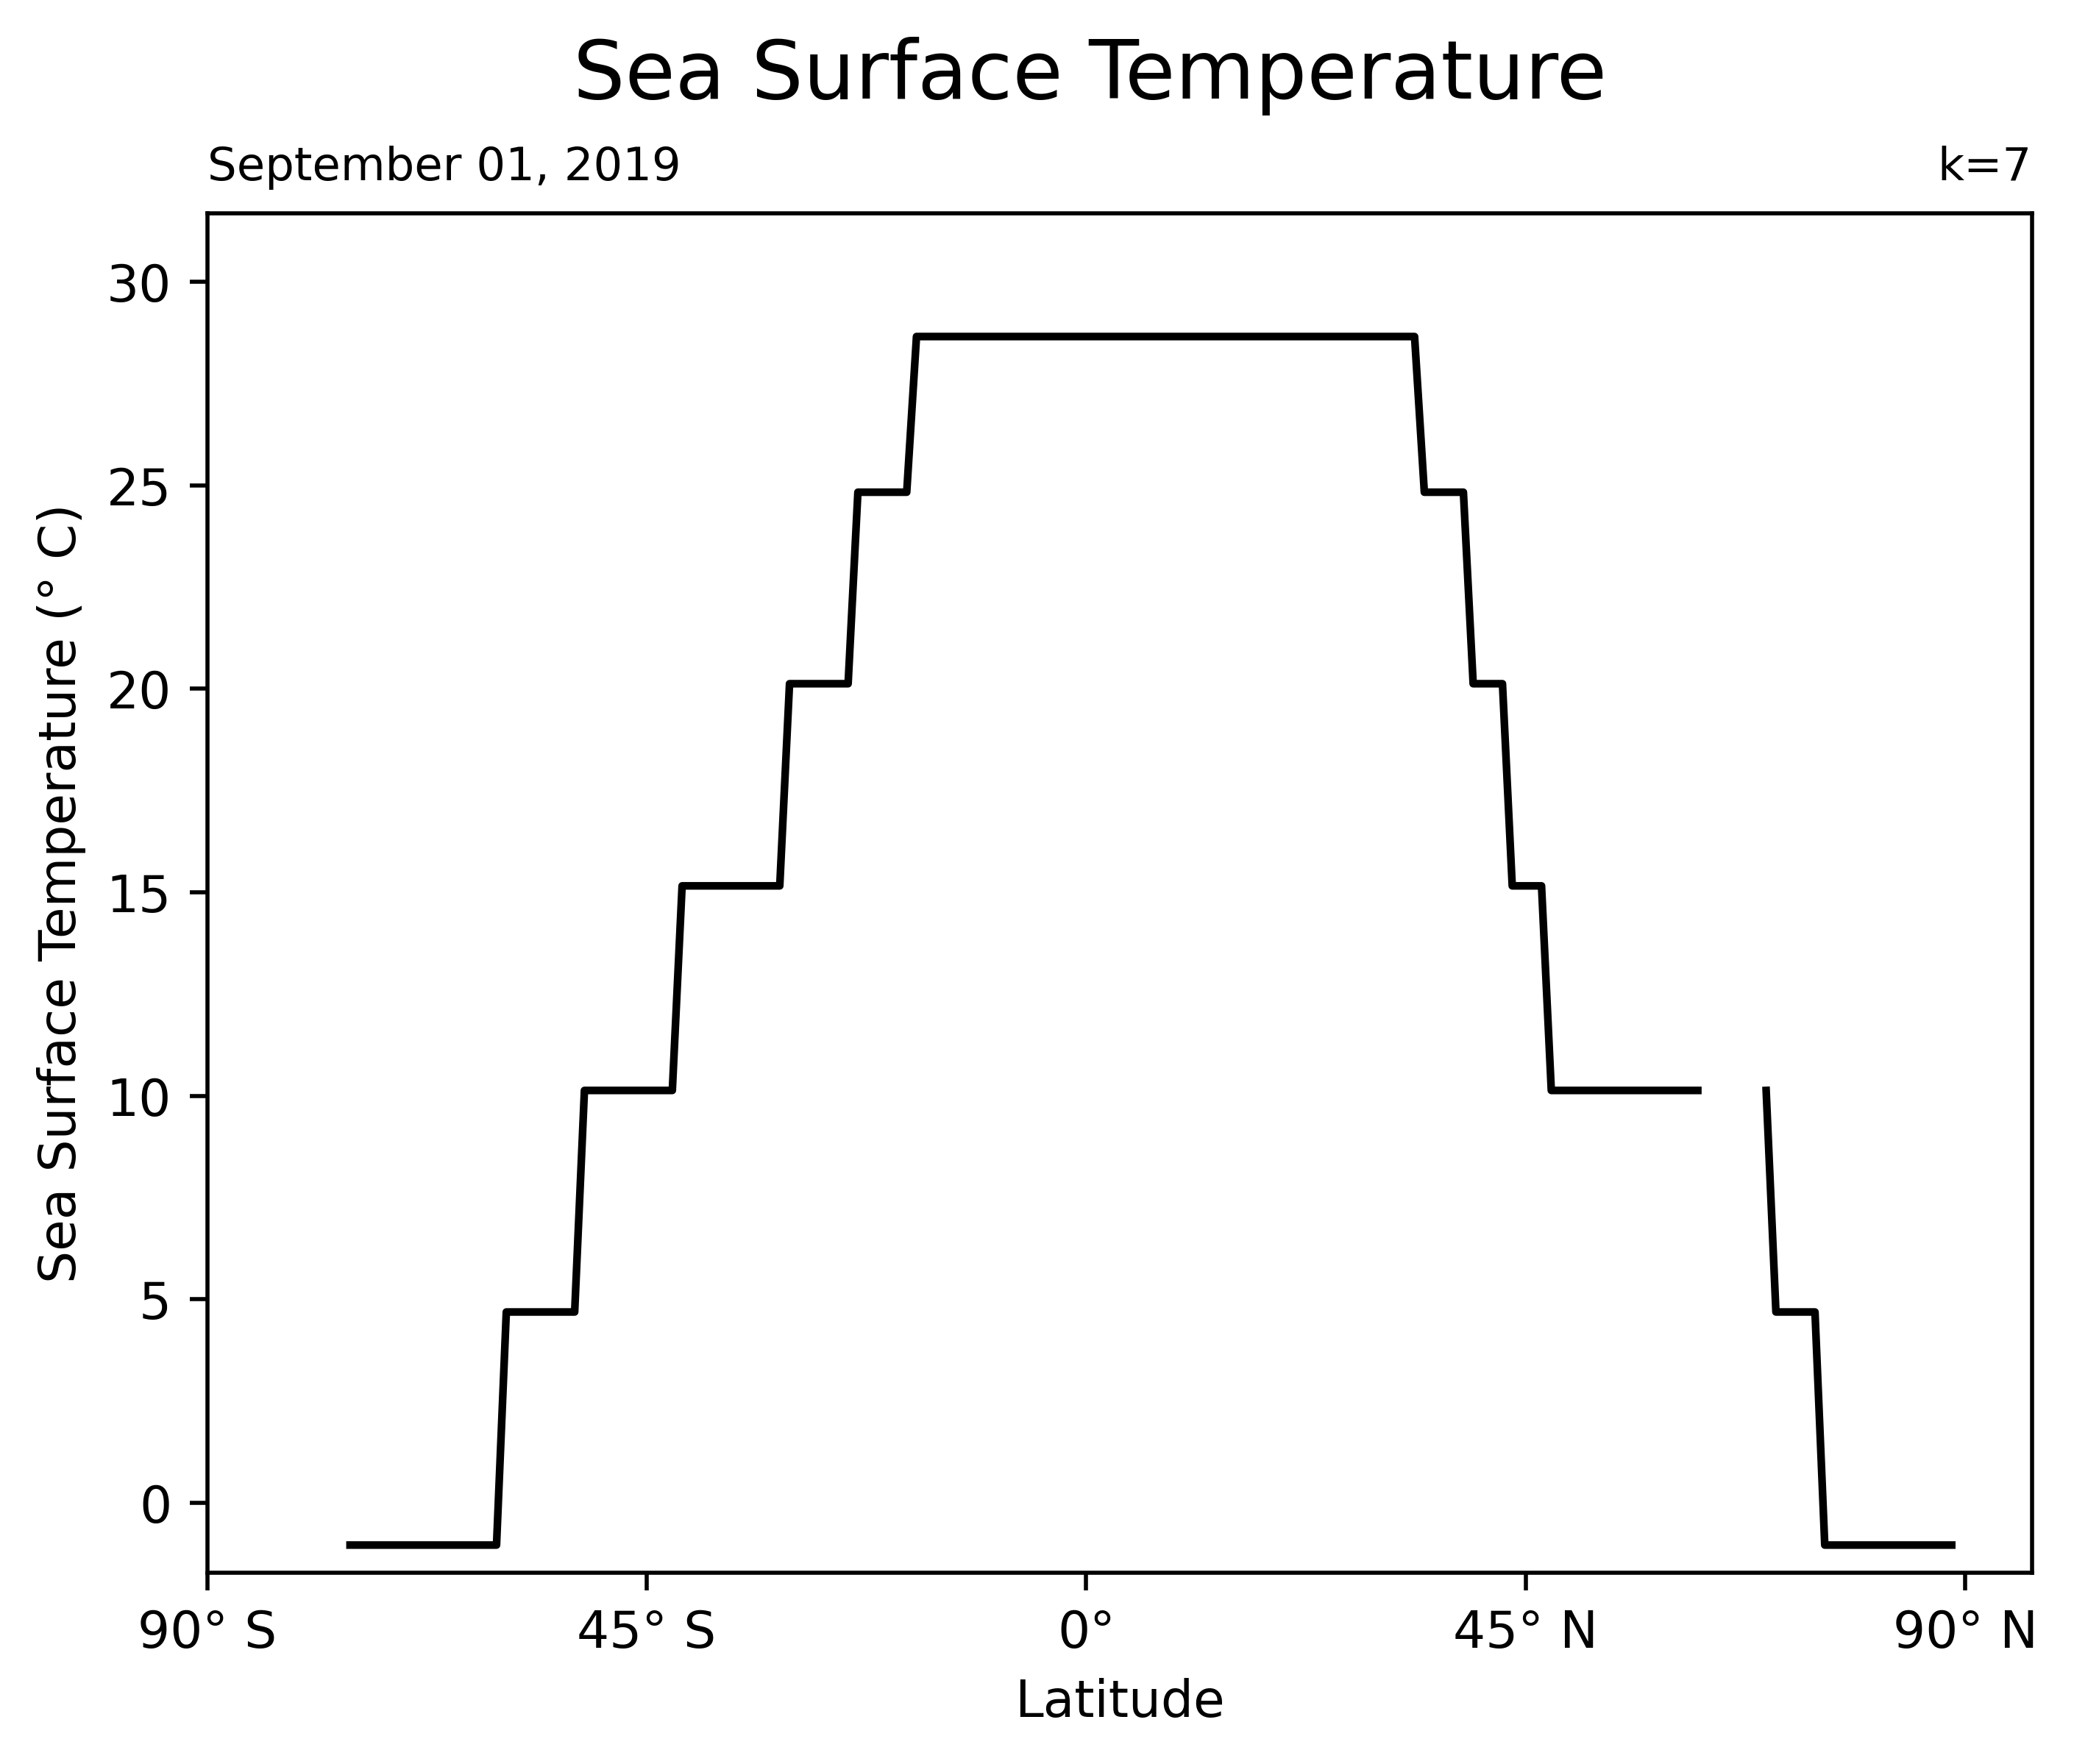 Sea Surface Temperature
September 01, 2019
k=7
30
25
20
15
10
5
0
Sea Surface Temperature (° C)
90° S
45° S
0°
45° N
90° N
Latitude